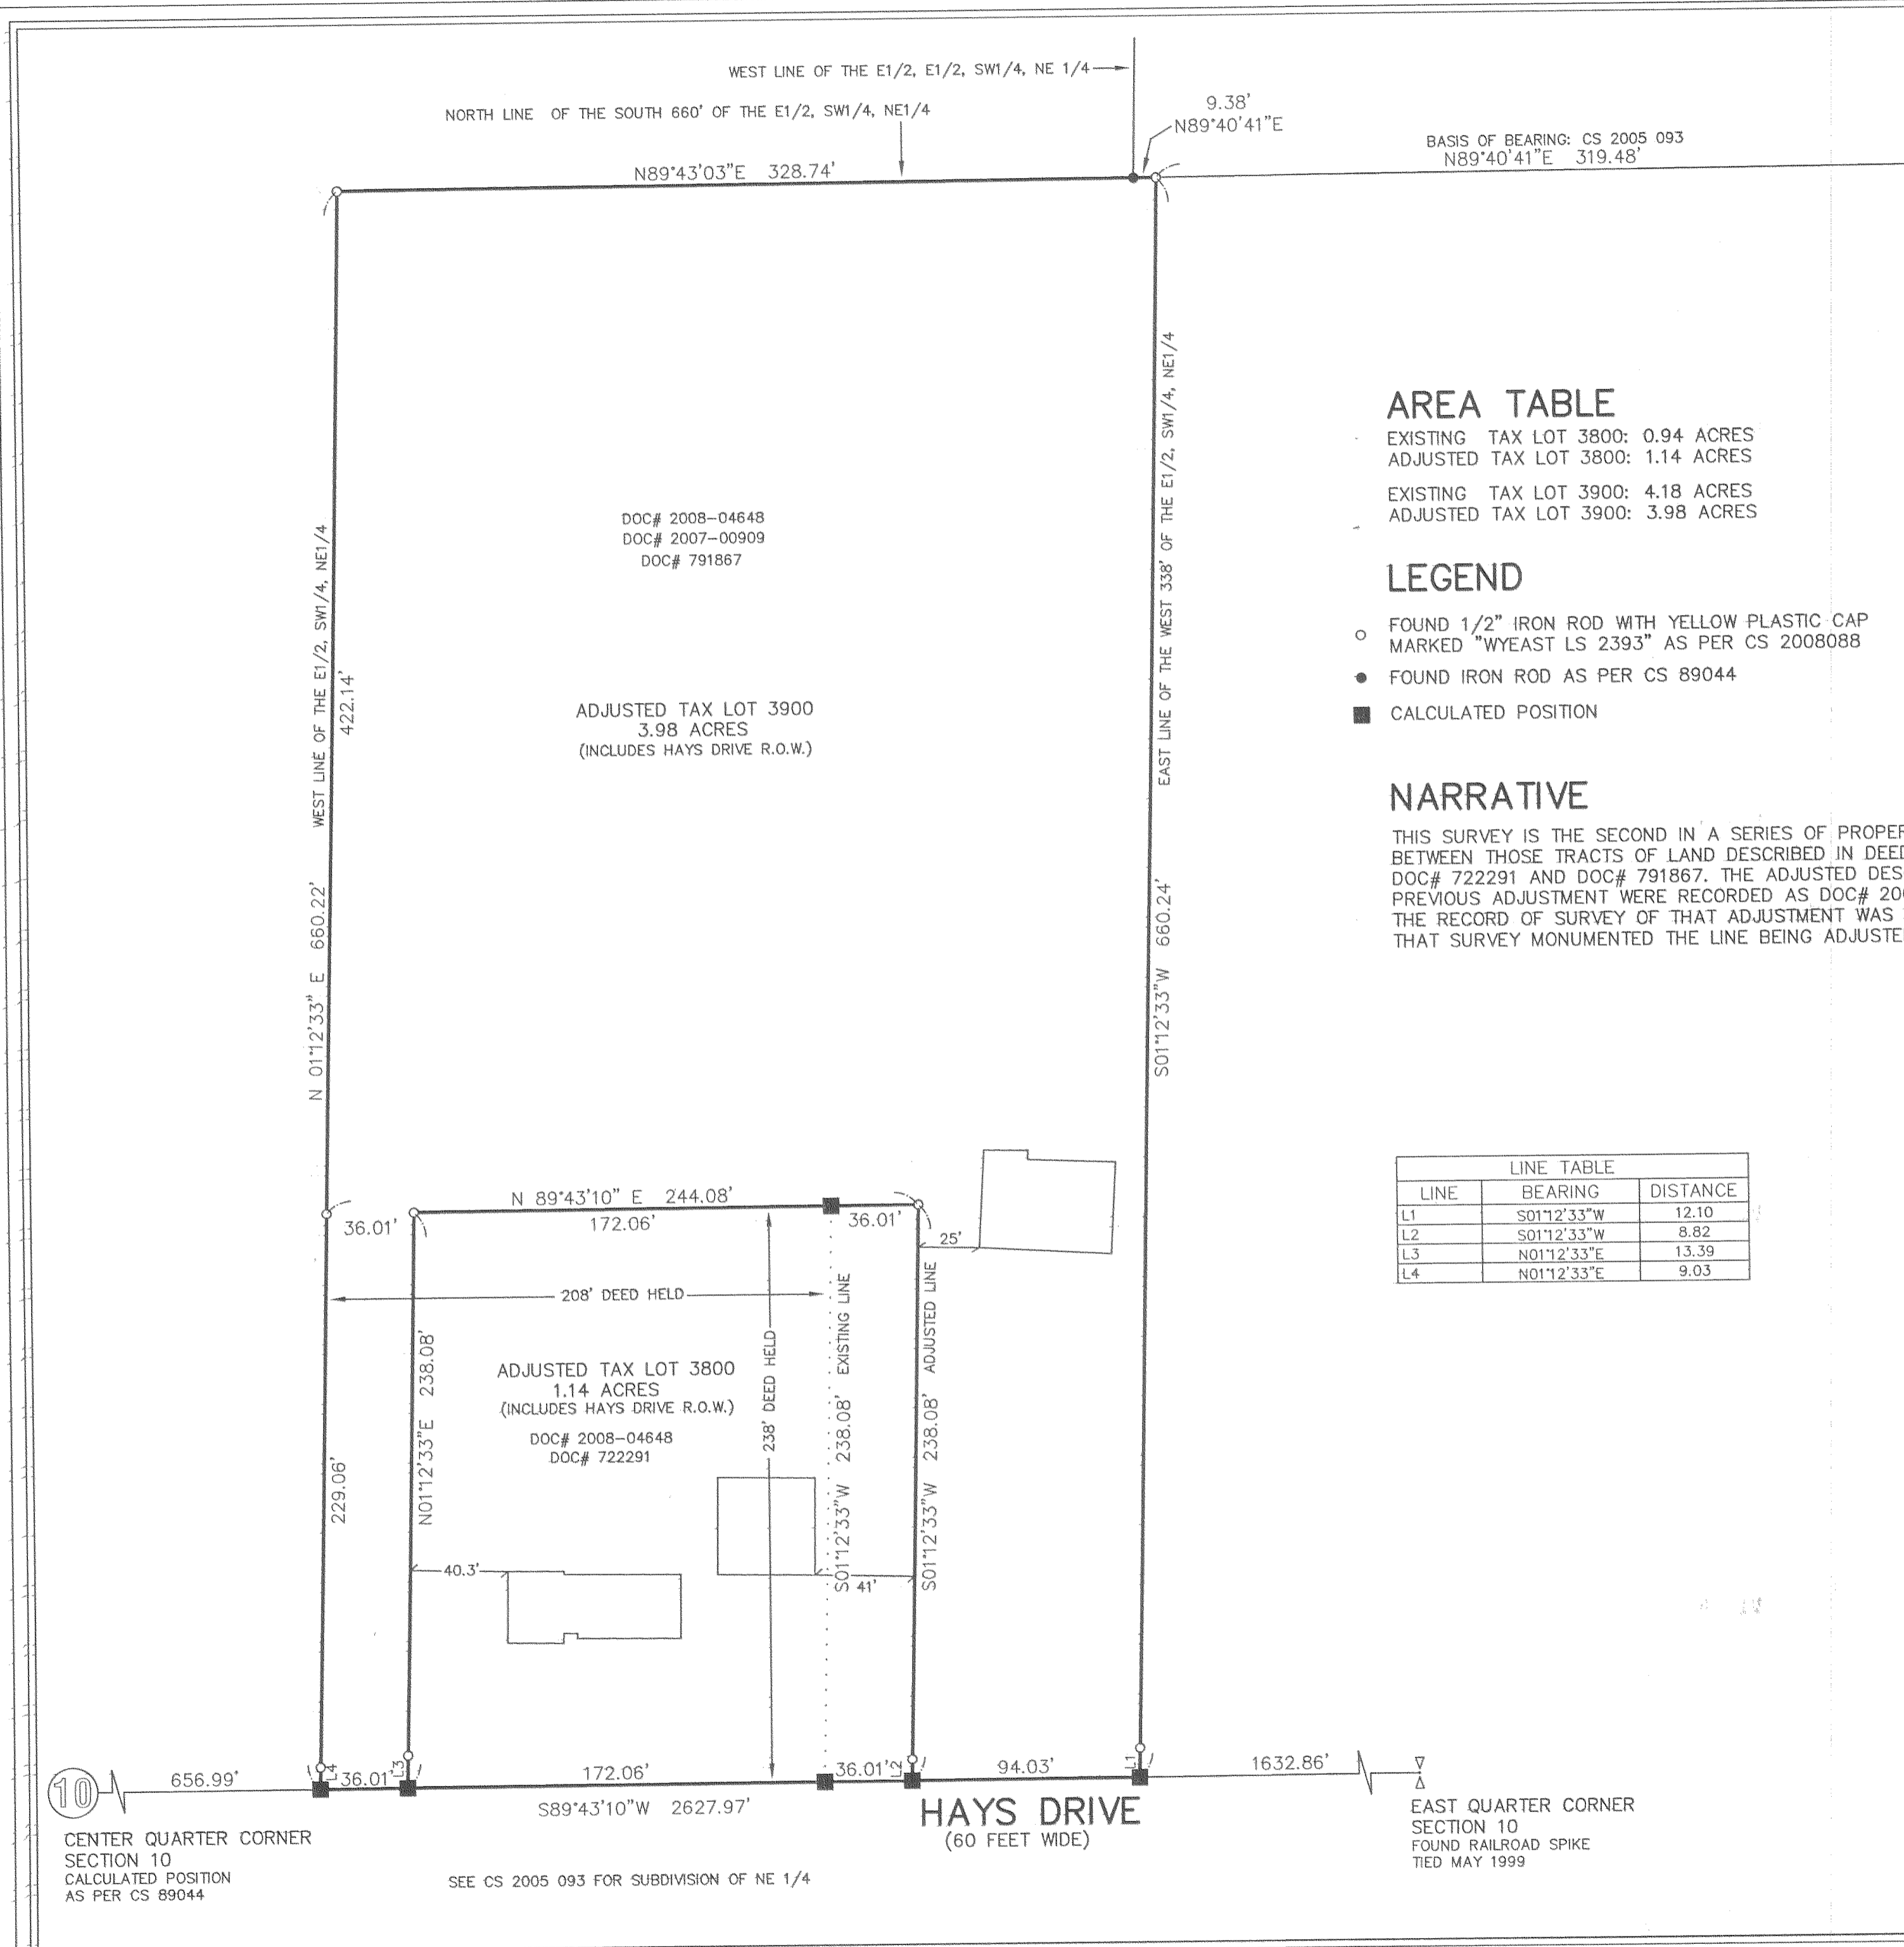 WEST LINE OF THE E1/2, E1/2, SW1/4, NE 1/4
NORTH LINE OF THE SOUTH 660' OF THE E1/2, SW1/4, NE1/4
9.38'
N89°40'41"E
BASIS OF BEARING: CS 2005 093
N89°40'41"E 319.48'
N89°43'03"E 328.74'
WEST LINE OF THE E1/2, SW1/4, NE1/4
422.14'
N 01°12'33" E 660.22'
EAST LINE OF THE WEST 338' OF THE E1/2, SW1/4, NE1/4
S01°12'33"W 660.24'
DOC# 2008-04648
DOC# 2007-00909
DOC# 791867
ADJUSTED TAX LOT 3900
3.98 ACRES
(INCLUDES HAYS DRIVE R.O.W.)
AREA TABLE
EXISTING TAX LOT 3800: 0.94 ACRES
ADJUSTED TAX LOT 3800: 1.14 ACRES
EXISTING TAX LOT 3900: 4.18 ACRES
ADJUSTED TAX LOT 3900: 3.98 ACRES
LEGEND
FOUND 1/2" IRON ROD WITH YELLOW PLASTIC CAP
MARKED "WYEAST LS 2393" AS PER CS 2008088
FOUND IRON ROD AS PER CS 89044
CALCULATED POSITION
NARRATIVE
THIS SURVEY IS THE SECOND IN A SERIES OF PROPER
BETWEEN THOSE TRACTS OF LAND DESCRIBED IN DEED
DOC# 722291 AND DOC# 791867. THE ADJUSTED DES
PREVIOUS ADJUSTMENT WERE RECORDED AS DOC# 200
THE RECORD OF SURVEY OF THAT ADJUSTMENT WAS
THAT SURVEY MONUMENTED THE LINE BEING ADJUSTE
LINE TABLE
LINE BEARING DISTANCE
L1 S01°12'33"W 12.10
L2 S01°12'33"W 8.82
L3 N01°12'33"E 13.39
L4 N01°12'33"E 9.03
N 89°43'10" E 244.08'
36.01'
172.06'
36.01'
25'
208' DEED HELD
238' DEED HELD
S01°12'33"W 238.08' EXISTING LINE
S01°12'33"W 238.08' ADJUSTED LINE
N01°12'33"E 238.08'
229.06'
ADJUSTED TAX LOT 3800
1.14 ACRES
(INCLUDES HAYS DRIVE R.O.W.)
DOC# 2008-04648
DOC# 722291
40.3'
41'
10
656.99'
L4
36.01'
L3
172.06'
36.01'
L2
94.03'
L1
1632.86'
S89°43'10"W 2627.97'
HAYS DRIVE
(60 FEET WIDE)
CENTER QUARTER CORNER
SECTION 10
CALCULATED POSITION
AS PER CS 89044
SEE CS 2005 093 FOR SUBDIVISION OF NE 1/4
EAST QUARTER CORNER
SECTION 10
FOUND RAILROAD SPIKE
TIED MAY 1999